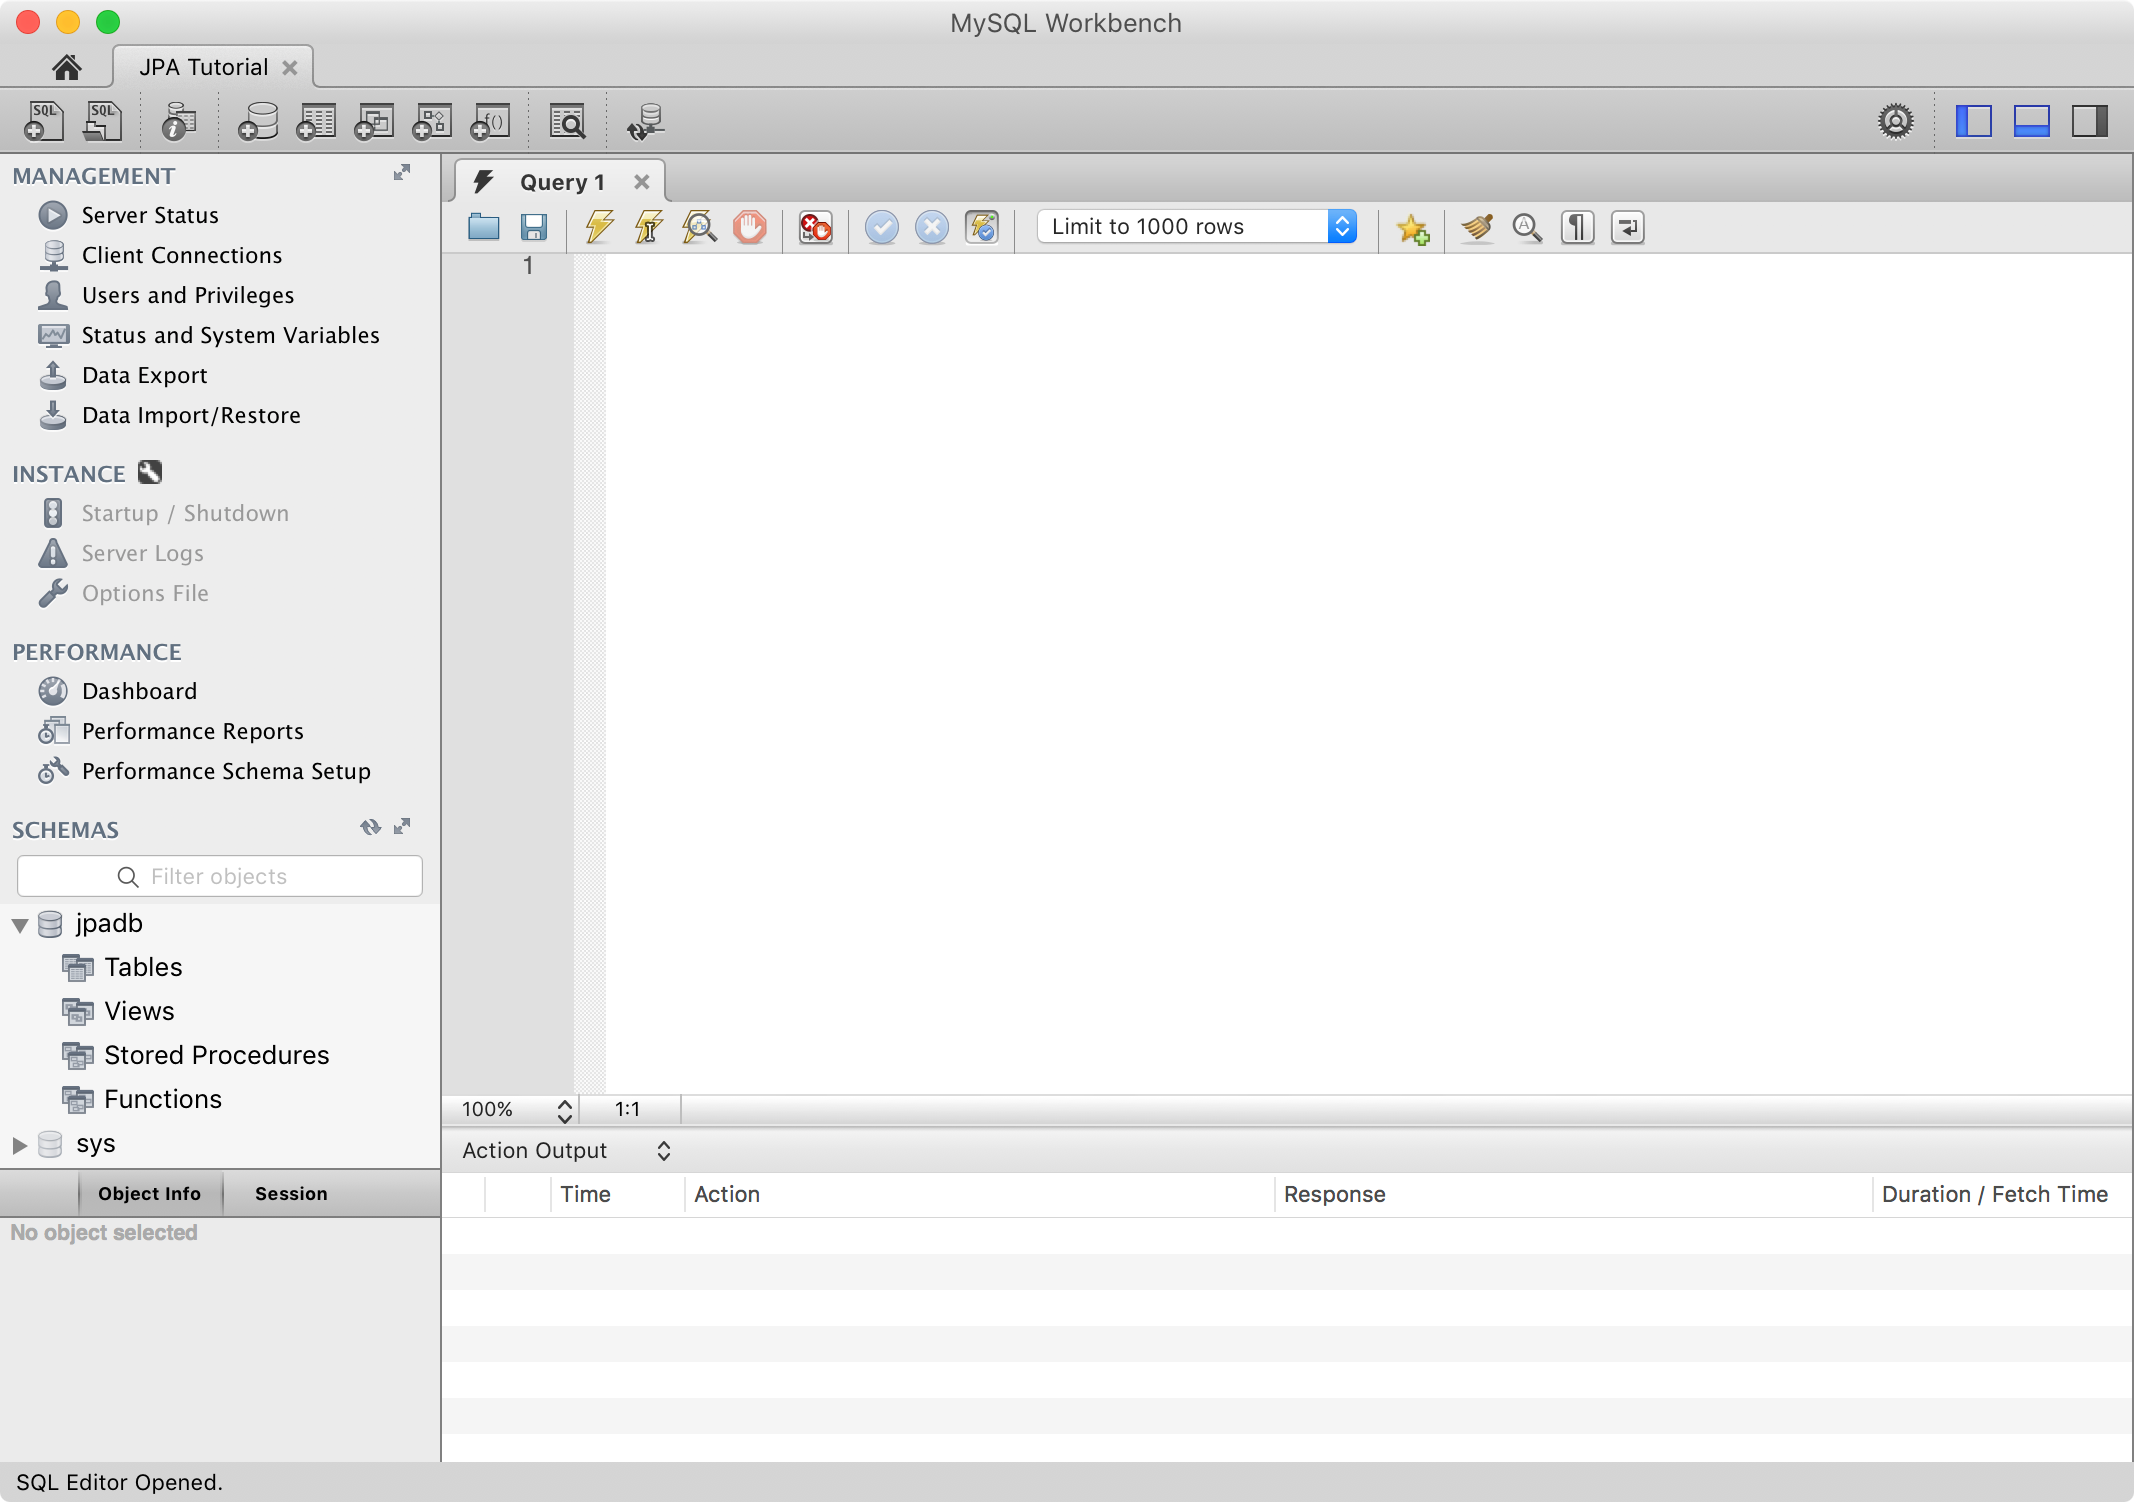 MySQL Workbench
JPA Tutorial
SQL SQL f()
MANAGEMENT
Server Status
Client Connections
Users and Privileges
Status and System Variables
Data Export
Data Import/Restore
INSTANCE
Startup / Shutdown
Server Logs
Options File
PERFORMANCE
Dashboard
Performance Reports
Performance Schema Setup
SCHEMAS
Filter objects
jpadb
Tables
Views
Stored Procedures
Functions
sys
Object Info Session
No object selected
Query 1
Limit to 1000 rows
1
100% 1:1
Action Output
Time Action Response Duration / Fetch Time
SQL Editor Opened.